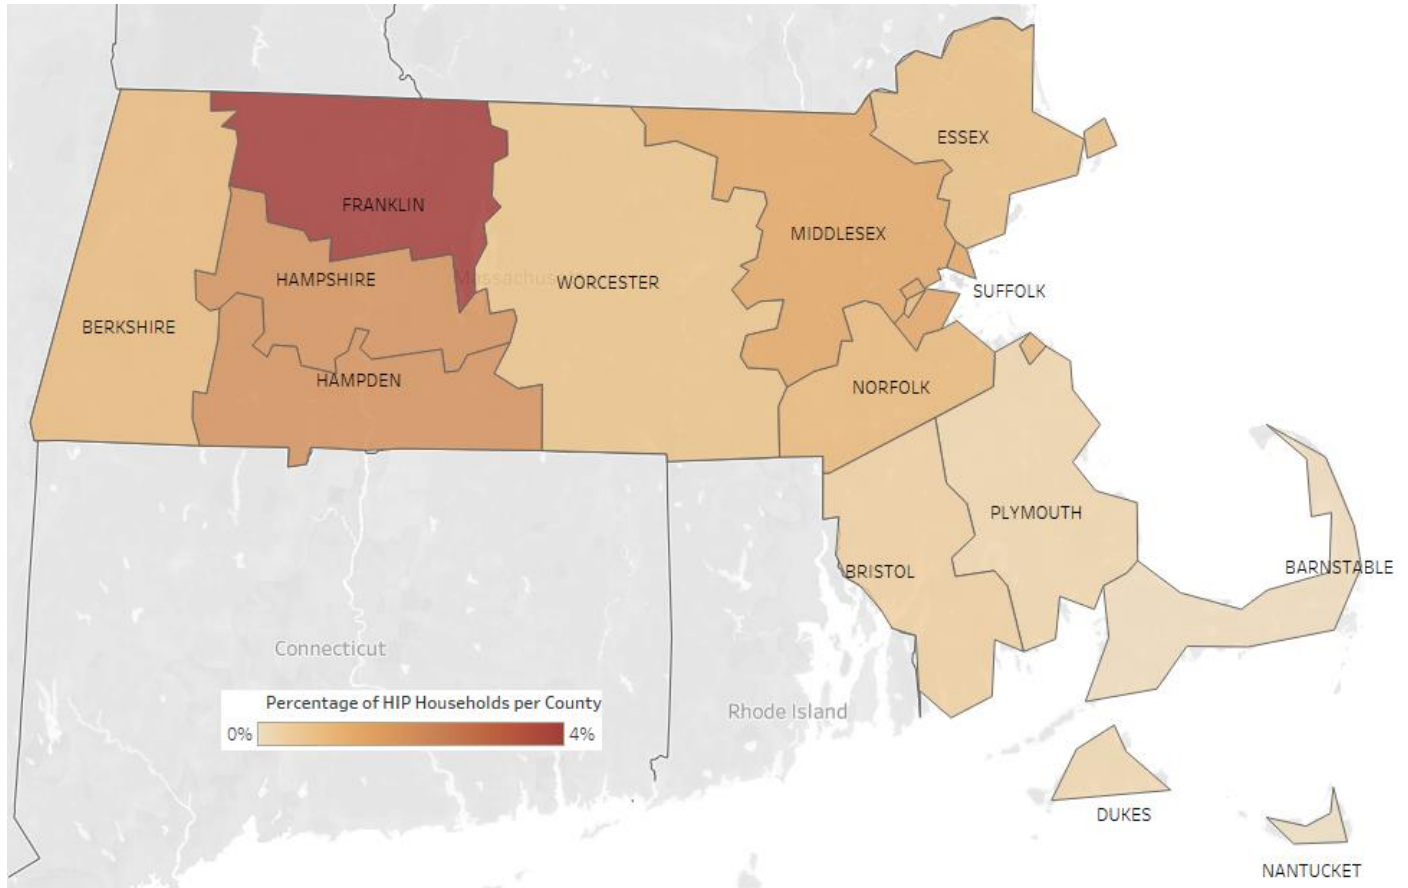 ESSEX
FRANKLIN
MIDDLESEX
HAMPSHIRE
Massachusetts
WORCESTER
SUFFOLK
BERKSHIRE
HAMPDEN
NORFOLK
PLYMOUTH
BRISTOL
BARNSTABLE
Connecticut
Percentage of HIP Households per County
0% 4%
Rhode Island
DUKES
NANTUCKET